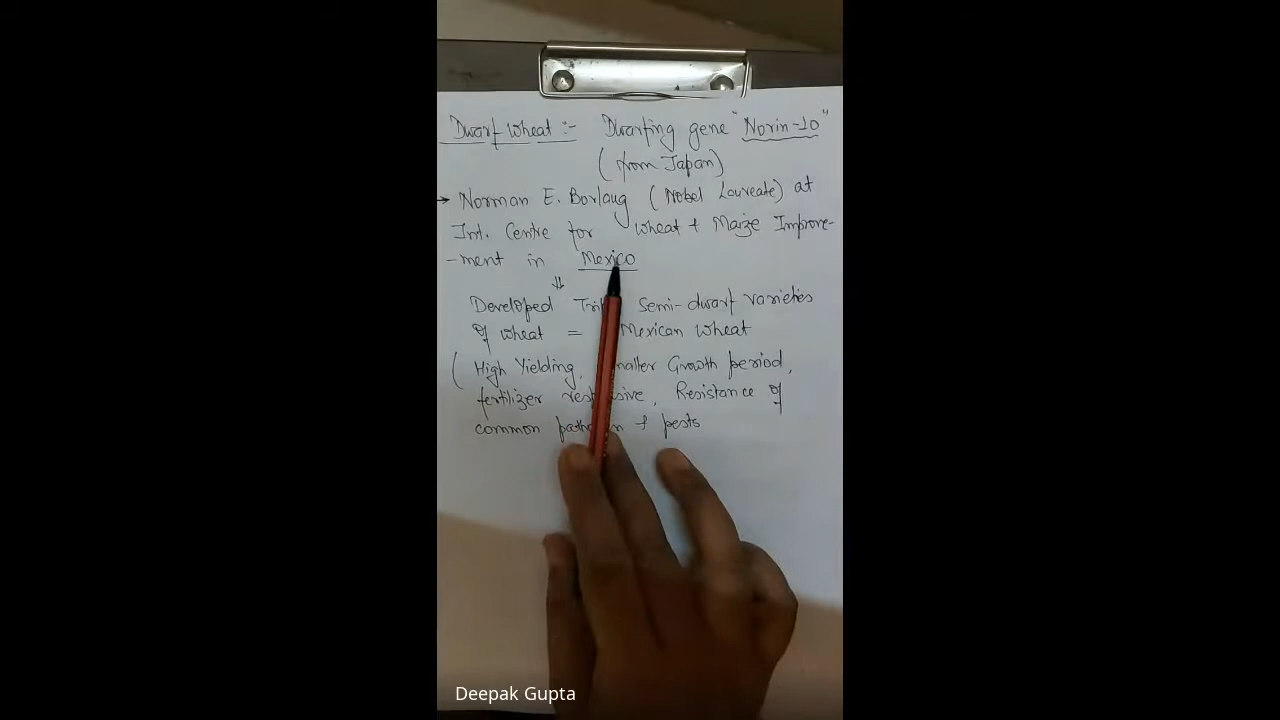 Dwarf Wheat :- Dwarfing gene "Norin-10"
(from Japan)
→ Norman E. Borlaug (Nobel Laureate) at
Int. Centre for Wheat + Maize Improve-
-ment in Mexico
⇓
Developed semi-dwarf varieties
of wheat = Mexican wheat
( High Yielding, Growth period,
fertilizer , Resistance of
common + pests
Deepak Gupta